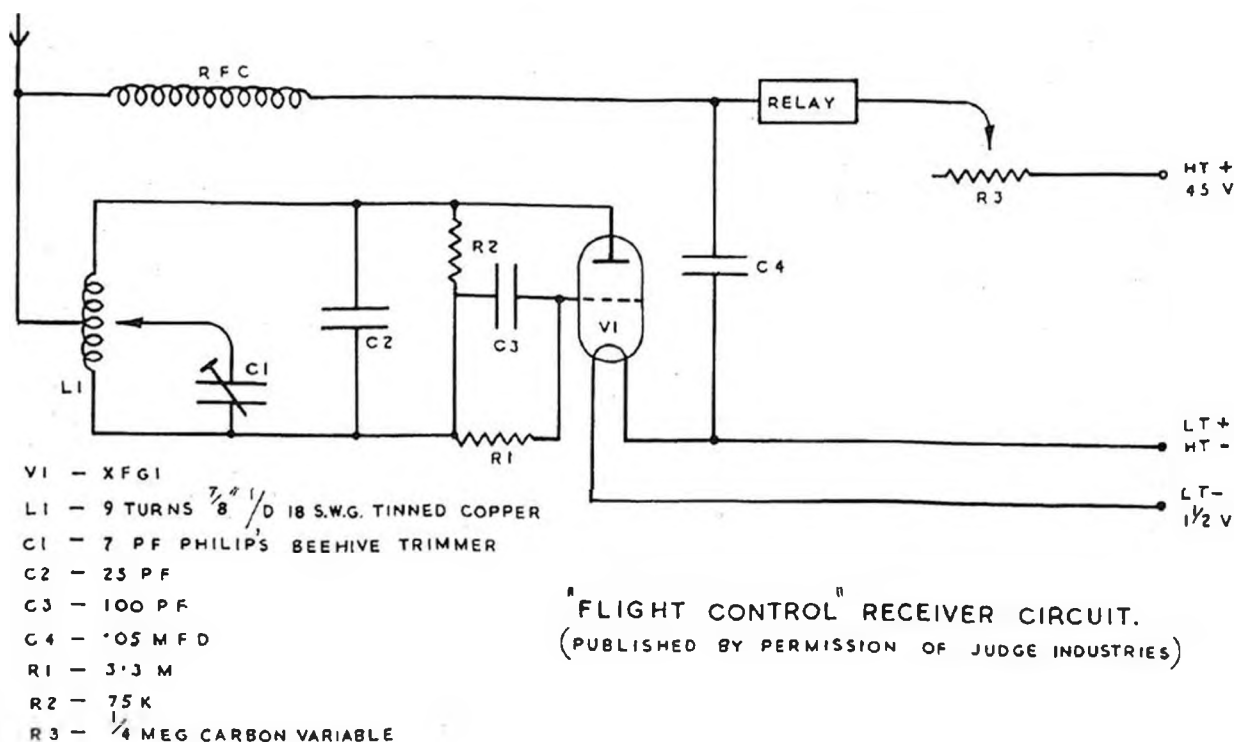 RFC
RELAY
HT +
45 V
R3
R2
C4
C3
V1
C2
C1
L1
R1
LT +
HT -
LT-
1 1/2 V
V1 - XFG1
L1 - 9 TURNS 7/8" I/D 18 S.W.G. TINNED COPPER
C1 - 7 PF PHILIP'S BEEHIVE TRIMMER
C2 - 25 PF
C3 - 100 PF
C4 - ·05 MFD
R1 - 3·3 M
R2 - 75 K
R3 - 1/4 MEG CARBON VARIABLE
"FLIGHT CONTROL" RECEIVER CIRCUIT.
(PUBLISHED BY PERMISSION OF JUDGE INDUSTRIES)